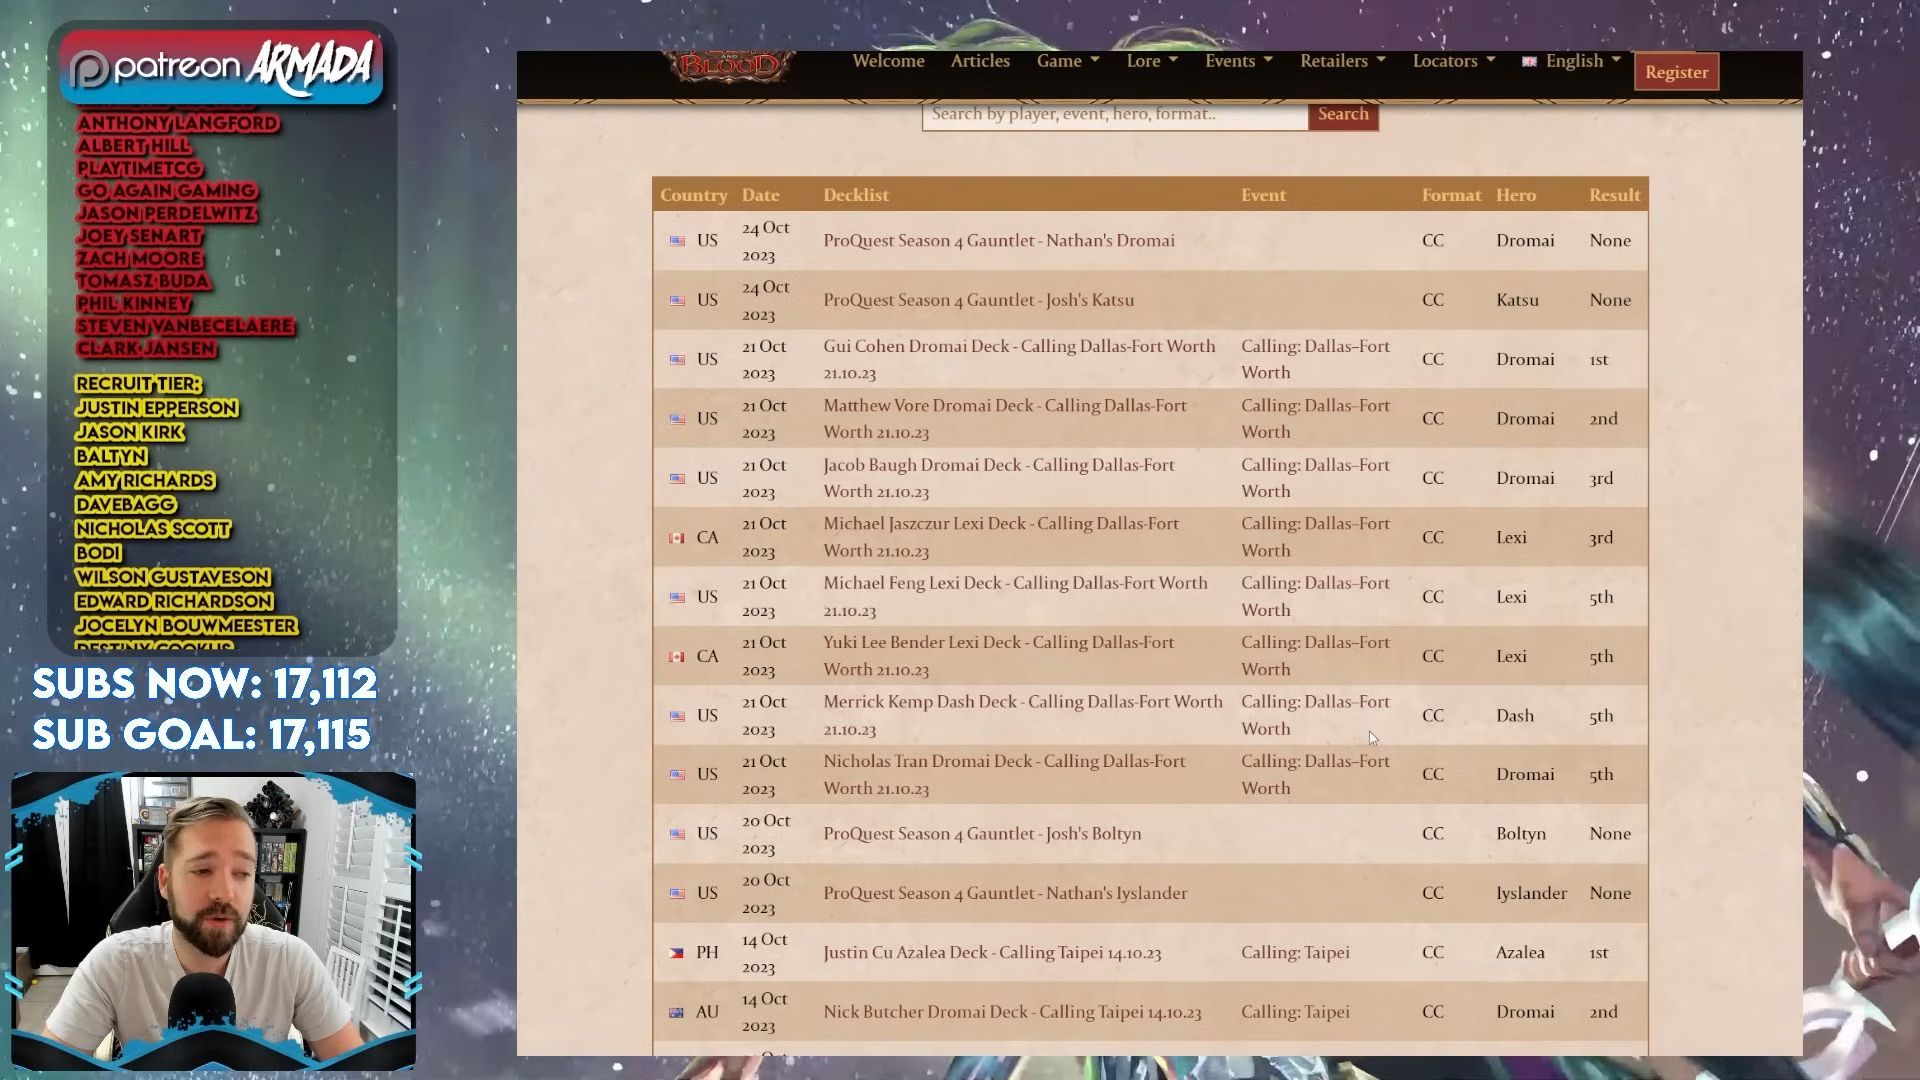 patreon ARMADA
ANTHONY LANGFORD
ALBERT HILL
PLAYTIMETCG
GO AGAIN GAMING
JASON PERDELWITZ
JOEY SENART
ZACH MOORE
TOMASZ BUDA
PHIL KINNEY
STEVEN VANBECELAERE
CLARK JANSEN
RECRUIT TIER:
JUSTIN EPPERSON
JASON KIRK
BALTYN
AMY RICHARDS
DAVEBAGG
NICHOLAS SCOTT
BODI
WILSON GUSTAVESON
EDWARD RICHARDSON
JOCELYN BOUWMEESTER
SUBS NOW: 17,112
SUB GOAL: 17,115
BLOOD
Welcome Articles Game Lore Events Retailers Locators English Register
Search by player, event, hero, format.. Search
Country Date Decklist Event Format Hero Result
US 24 Oct 2023 ProQuest Season 4 Gauntlet - Nathan's Dromai CC Dromai None
US 24 Oct 2023 ProQuest Season 4 Gauntlet - Josh's Katsu CC Katsu None
US 21 Oct 2023 Gui Cohen Dromai Deck - Calling Dallas-Fort Worth 21.10.23 Calling: Dallas–Fort Worth CC Dromai 1st
US 21 Oct 2023 Matthew Vore Dromai Deck - Calling Dallas-Fort Worth 21.10.23 Calling: Dallas–Fort Worth CC Dromai 2nd
US 21 Oct 2023 Jacob Baugh Dromai Deck - Calling Dallas-Fort Worth 21.10.23 Calling: Dallas–Fort Worth CC Dromai 3rd
CA 21 Oct 2023 Michael Jaszczur Lexi Deck - Calling Dallas-Fort Worth 21.10.23 Calling: Dallas–Fort Worth CC Lexi 3rd
US 21 Oct 2023 Michael Feng Lexi Deck - Calling Dallas-Fort Worth 21.10.23 Calling: Dallas–Fort Worth CC Lexi 5th
CA 21 Oct 2023 Yuki Lee Bender Lexi Deck - Calling Dallas-Fort Worth 21.10.23 Calling: Dallas–Fort Worth CC Lexi 5th
US 21 Oct 2023 Merrick Kemp Dash Deck - Calling Dallas-Fort Worth 21.10.23 Calling: Dallas–Fort Worth CC Dash 5th
US 21 Oct 2023 Nicholas Tran Dromai Deck - Calling Dallas-Fort Worth 21.10.23 Calling: Dallas–Fort Worth CC Dromai 5th
US 20 Oct 2023 ProQuest Season 4 Gauntlet - Josh's Boltyn CC Boltyn None
US 20 Oct 2023 ProQuest Season 4 Gauntlet - Nathan's Iyslander CC Iyslander None
PH 14 Oct 2023 Justin Cu Azalea Deck - Calling Taipei 14.10.23 Calling: Taipei CC Azalea 1st
AU 14 Oct 2023 Nick Butcher Dromai Deck - Calling Taipei 14.10.23 Calling: Taipei CC Dromai 2nd